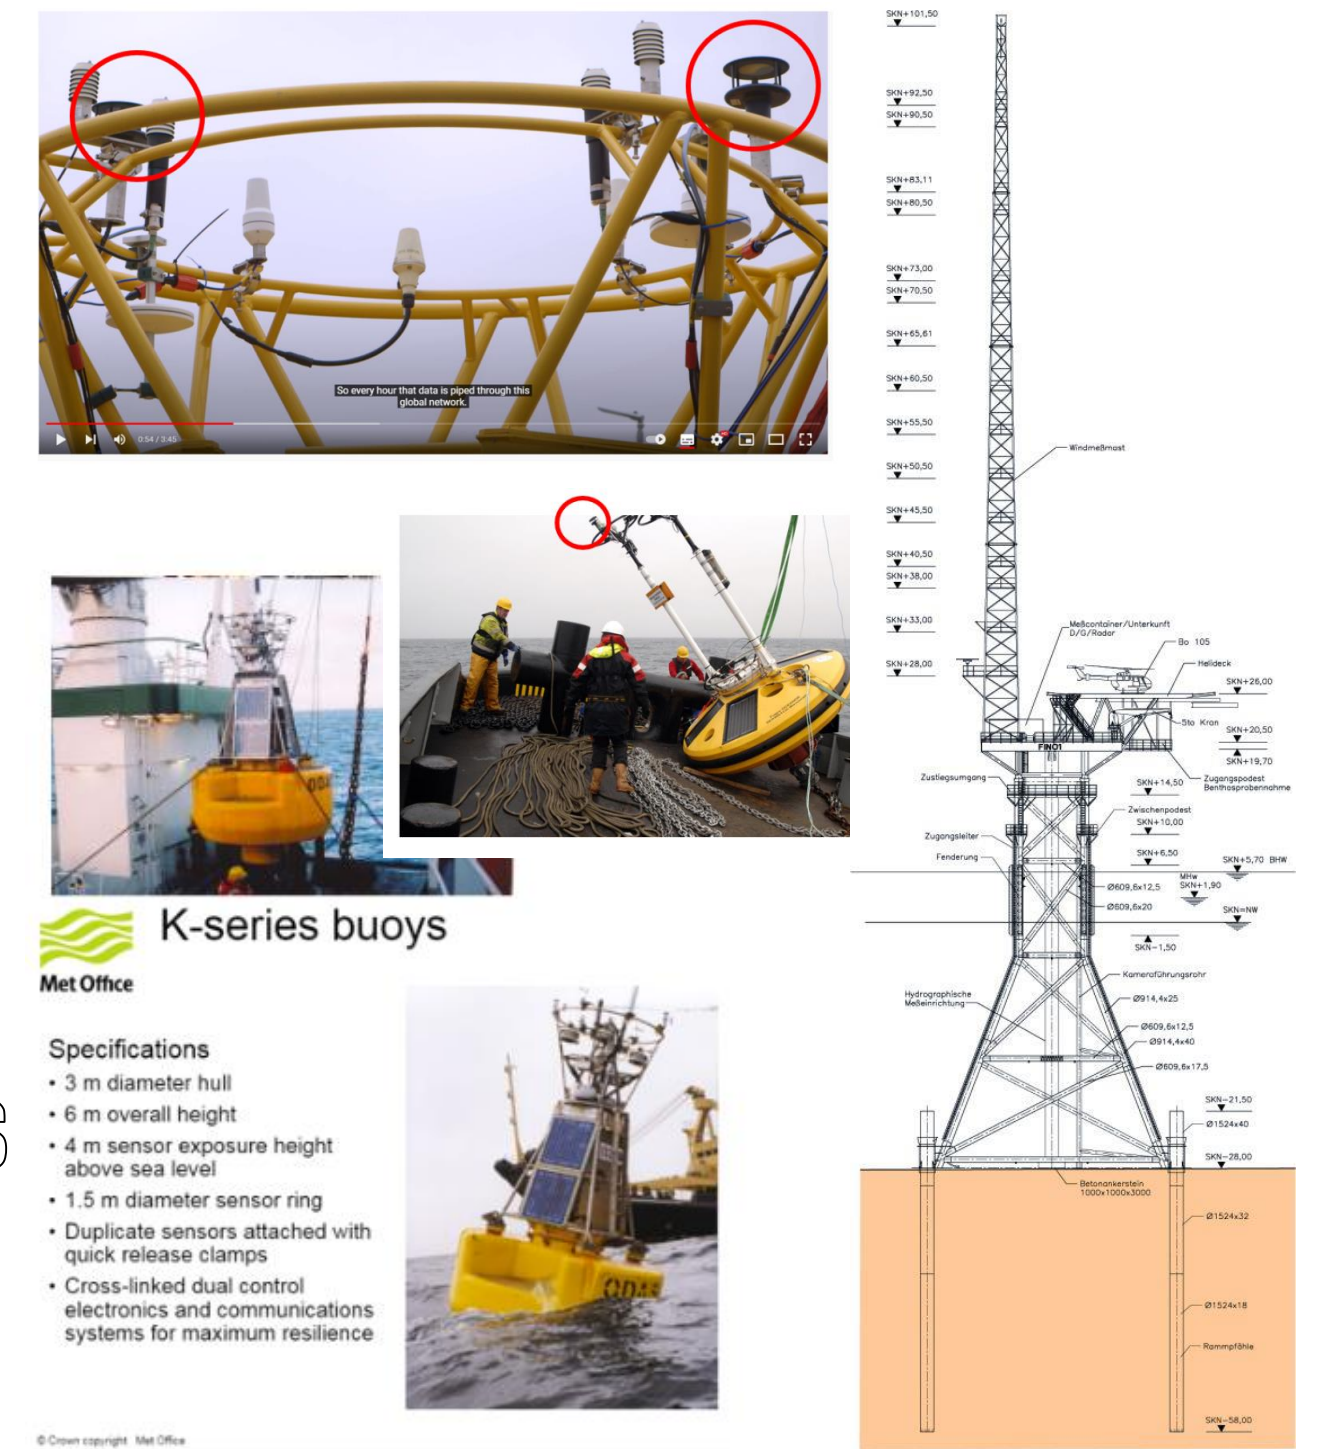 So every hour that data is piped through this
global network.
0:54 / 3:45
ODAS
Met Office
K-series buoys
Specifications
• 3 m diameter hull
• 6 m overall height
• 4 m sensor exposure height
above sea level
• 1.5 m diameter sensor ring
• Duplicate sensors attached with
quick release clamps
• Cross-linked dual control
electronics and communications
systems for maximum resilience
ODAS
© Crown copyright Met Office
SKN+101,50
SKN+92,50
SKN+90,50
SKN+83,11
SKN+80,50
SKN+73,00
SKN+70,50
SKN+65,61
SKN+60,50
SKN+55,50
Windmeßmast
SKN+50,50
SKN+45,50
SKN+40,50
SKN+38,00
SKN+33,00
Meßcontainer/Unterkunft
D/G/Radar
Bo 105
Helideck
SKN+28,00
SKN+26,00
5to Kran
SKN+20,50
FINO1
SKN+19,70
Zustiegsumgang
SKN+14,50
Zugangspodest
Benthosprobennahme
Zwischenpodest
SKN+10,00
Zugangsleiter
SKN+6,50
Fenderung
SKN+5,70 BHW
MHw
SKN+1,90
Ø609,6x12,5
Ø609,6x20
SKN=NW
SKN-1,50
Kameraführungsrohr
Hydrographische
Meßeinrichtung
Ø914,4x25
Ø609,6x12,5
Ø914,4x40
Ø609,6x17,5
SKN-21,50
Ø1524x40
SKN-28,00
Betonankerstein
1000x1000x3000
Ø1524x32
Ø1524x18
Rammpfähle
SKN-58,00